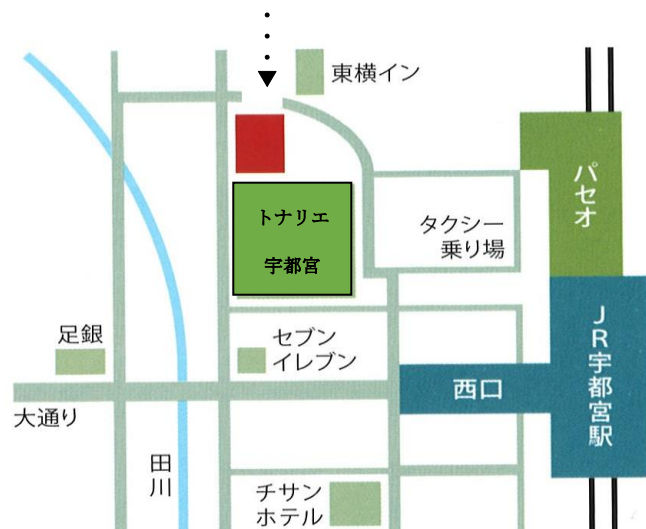 東横イン
パセオ
トナリエ
宇都宮
タクシー
乗り場
足銀
セブン
イレブン
JR宇都宮駅
西口
大通り
田川
チサン
ホテル